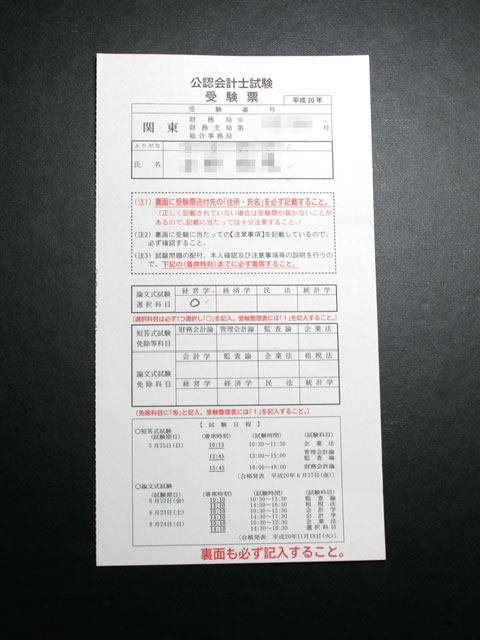 公認会計士試験
受験票
平成20年
受験番号
関東 財務局※
財務支局第 号
総合事務局
ふりがな
氏名
(注1) 裏面に受験票送付先の「住所・氏名」を必ず記載すること。
(正しく記載されていない場合は受験票が届かないことが
あるので、記載に当たっては十分注意すること。)
(注2) 裏面に受験に当たっての【注意事項】を記載しているので、
必ず確認すること。
(注3) 試験問題の配付、本人確認及び注意事項等の説明を行うの
で、下記の(着席時刻)までに必ず着席すること。
論文式試験 経営学 経済学 民法 統計学
選択科目 ○
〔選択科目は必ず1つ選択し「○」を記入。受験整理表には「1」を記入すること。〕
短答式試験 財務会計論 管理会計論 監査論 企業法
免除等科目
会計学 監査論 企業法 租税法
論文式試験
免除科目 経営学 経済学 民法 統計学
〔免除科目に「免」と記入。受験整理表には「1」を記入すること。〕
【試験日程】
○短答式試験
(試験期日) (着席時刻) (試験時間) (試験科目)
5月25日(日) 10:15 10:30~11:30 企業法
12:45 13:00~15:00 管理会計論
監査論
15:45 16:00~18:00 財務会計論
〔合格発表 平成20年6月27日(金)〕
○論文式試験
(試験期日) (着席時刻) (試験時間) (試験科目)
8月22日(金) 10:10 10:30~12:30 監査論
14:10 14:30~16:30 租税法
8月23日(土) 10:10 10:30~12:30 会計学
14:10 14:30~17:30 会計学
8月24日(日) 10:10 10:30~12:30 企業法
14:10 14:30~16:30 選択科目
〔合格発表 平成20年11月18日(火)〕
裏面も必ず記入すること。